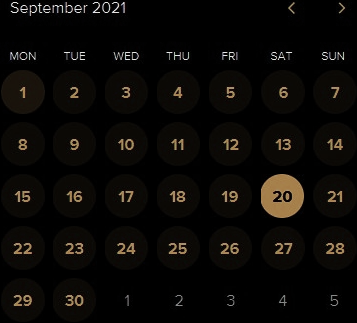 September 2021
MON TUE WED THU FRI SAT SUN
1 2 3 4 5 6 7
8 9 10 11 12 13 14
15 16 17 18 19 20 21
22 23 24 25 26 27 28
29 30 1 2 3 4 5